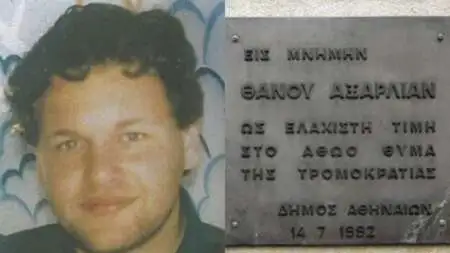 ΕΙΣ ΜΝΗΜΗΝ
ΘΑΝΟΥ ΑΞΑΡΛΙΑΝ
ΩΣ ΕΛΑΧΙΣΤΗ ΤΙΜΗ
ΣΤΟ ΑΘΩΟ ΘΥΜΑ
ΤΗΣ ΤΡΟΜΟΚΡΑΤΙΑΣ
ΔΗΜΟΣ ΑΘΗΝΑΙΩΝ
14 7 1992